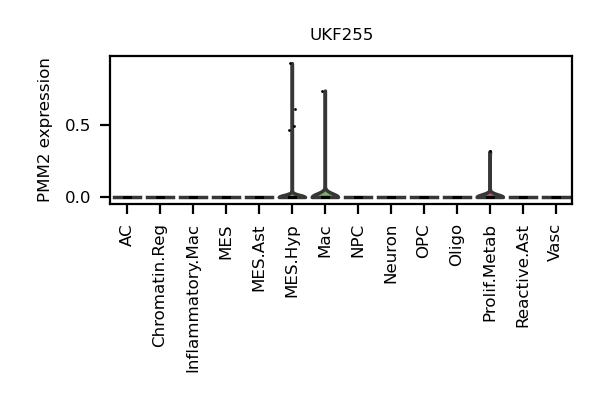 UKF255
PMM2 expression
0.5
0.0
AC
Chromatin.Reg
Inflammatory.Mac
MES
MES.Ast
MES.Hyp
Mac
NPC
Neuron
OPC
Oligo
Prolif.Metab
Reactive.Ast
Vasc